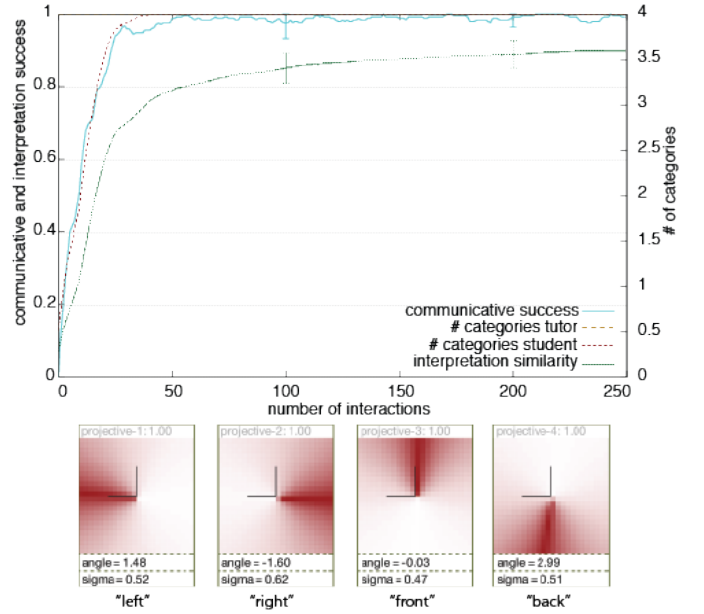 1
0.8
0.6
0.4
0.2
0
communicative and interpretation success
4
3.5
3
2.5
2
1.5
1
0.5
0
# of categories
0 50 100 150 200 250
number of interactions
communicative success
# categories tutor
# categories student
interpretation similarity
projective-1: 1.00 projective-2: 1.00 projective-3: 1.00 projective-4: 1.00
angle = 1.48 angle = -1.60 angle = -0.03 angle = 2.99
sigma = 0.52 sigma = 0.62 sigma = 0.47 sigma = 0.51
"left" "right" "front" "back"